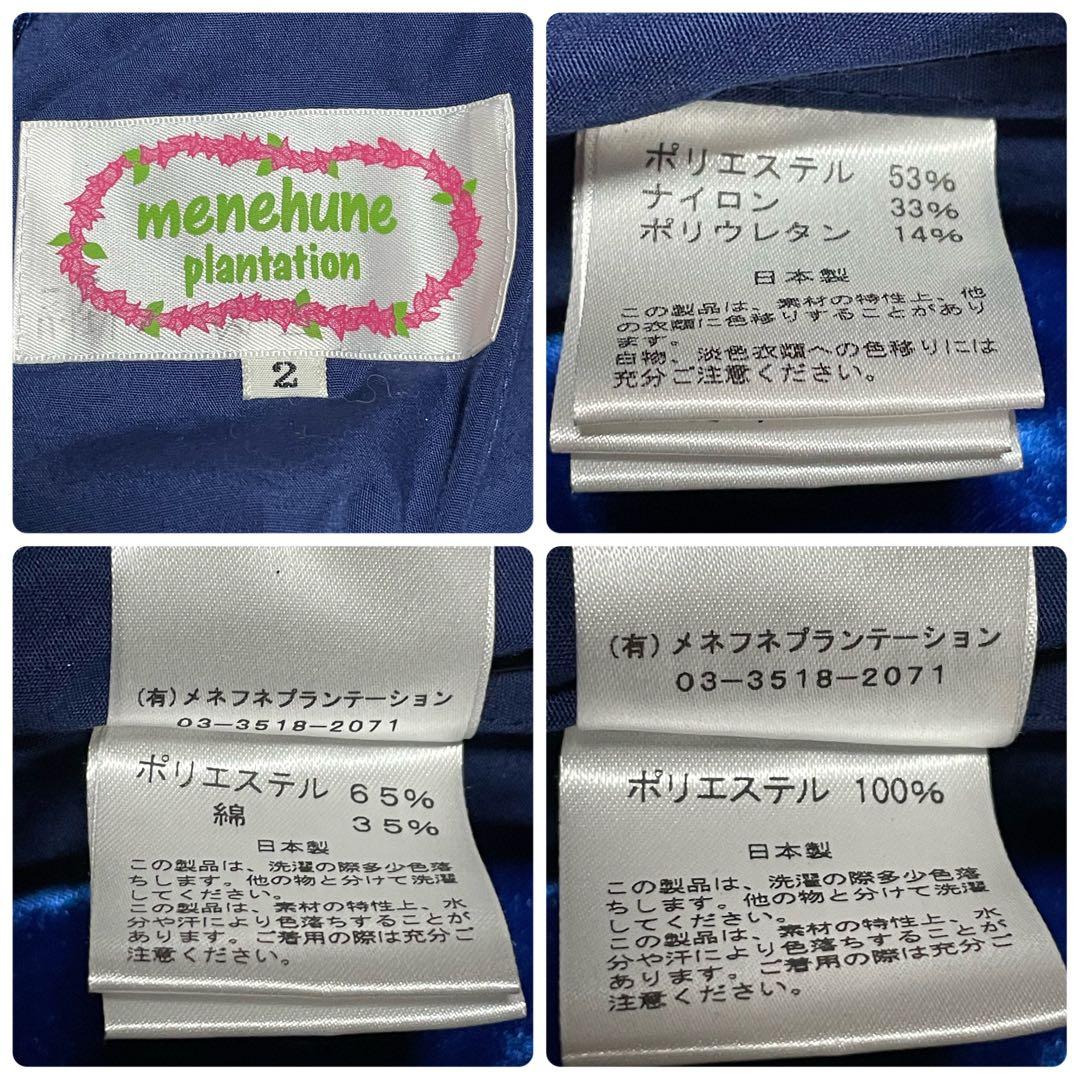 menehune
plantation
2
ポリエステル 53%
ナイロン 33%
ポリウレタン 14%
日本製
この製品は、素材の特性上、他
の衣類に色移りすることがあり
ます。
白物、淡色衣類への色移りには
充分ご注意ください。
(有)メネフネプランテーション
03-3518-2071
ポリエステル 65%
綿 35%
日本製
この製品は、洗濯の際多少色落
ちします。他の物と分けて洗濯
してください。
この製品は、素材の特性上、水
分や汗により色落ちすることが
あります。ご着用の際は充分ご
注意ください。
(有)メネフネプランテーション
03-3518-2071
ポリエステル 100%
日本製
この製品は、洗濯の際多少色落
ちします。他の物と分けて洗濯
してください。
この製品は、素材の特性上、水
分や汗により色落ちすることが
あります。ご着用の際は充分ご
注意ください。